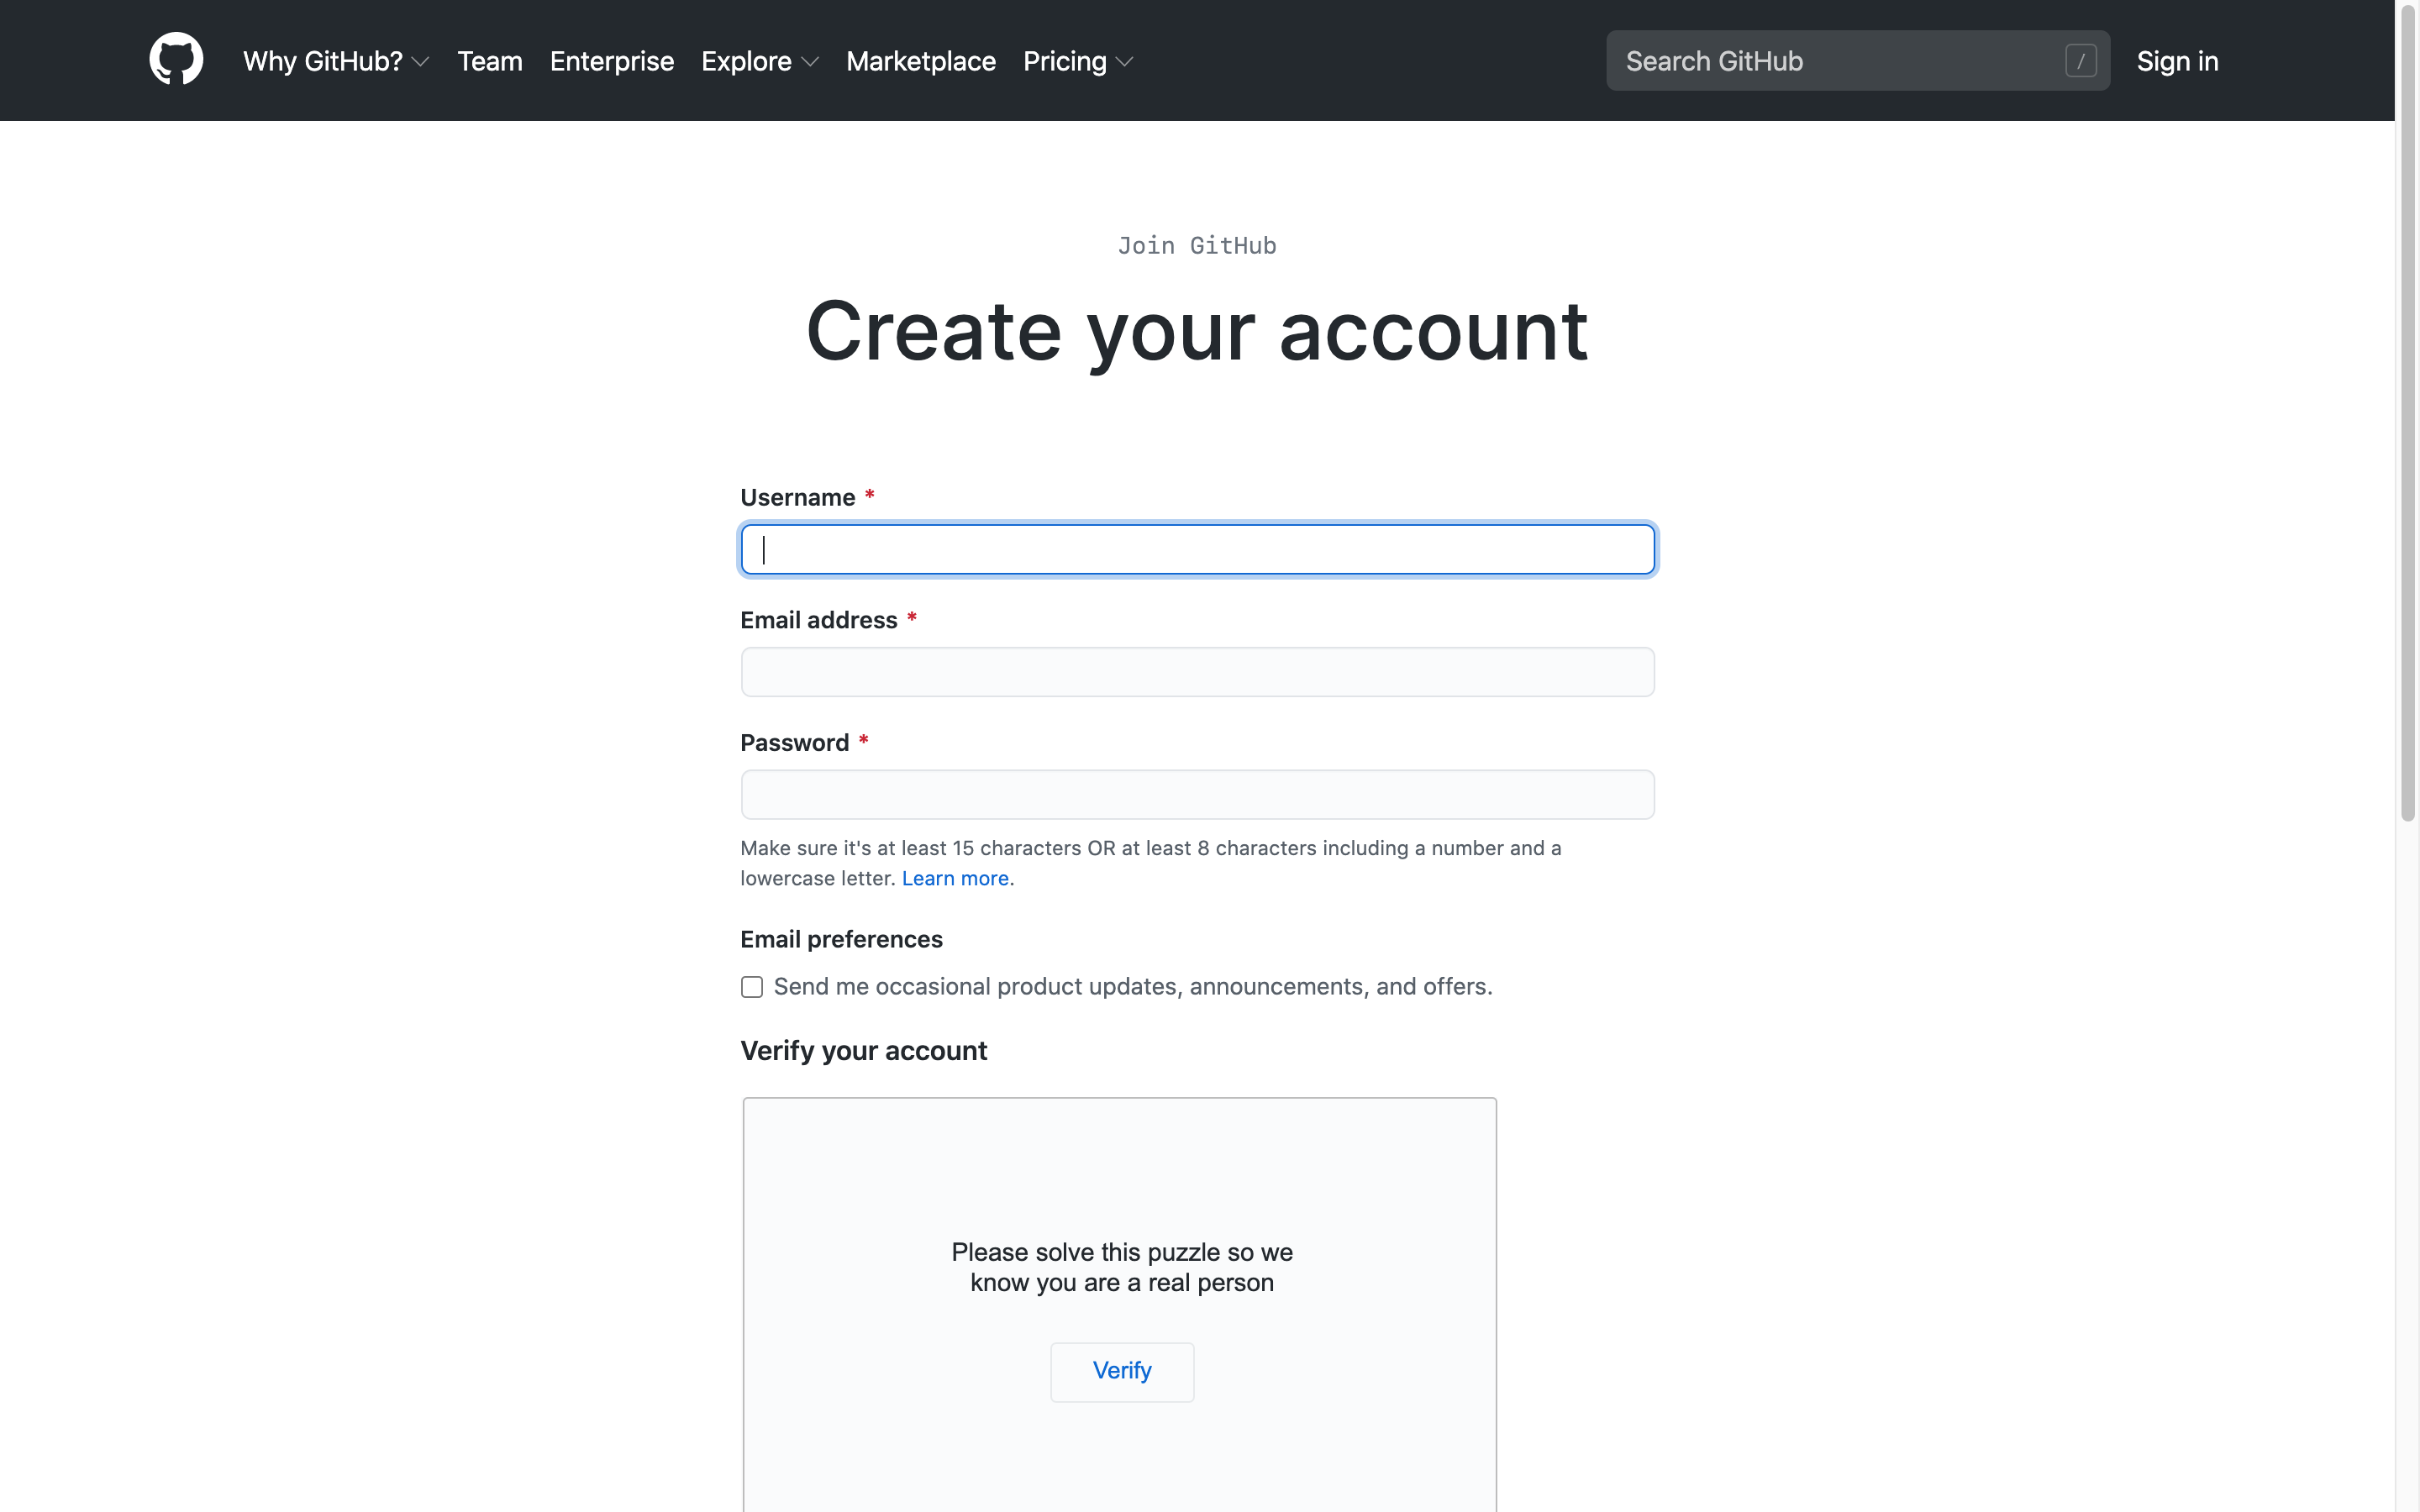 Why GitHub? Team Enterprise Explore Marketplace Pricing Search GitHub / Sign in
Join GitHub
Create your account
Username *
Email address *
Password *
Make sure it's at least 15 characters OR at least 8 characters including a number and a
lowercase letter. Learn more.
Email preferences
Send me occasional product updates, announcements, and offers.
Verify your account
Please solve this puzzle so we
know you are a real person
Verify